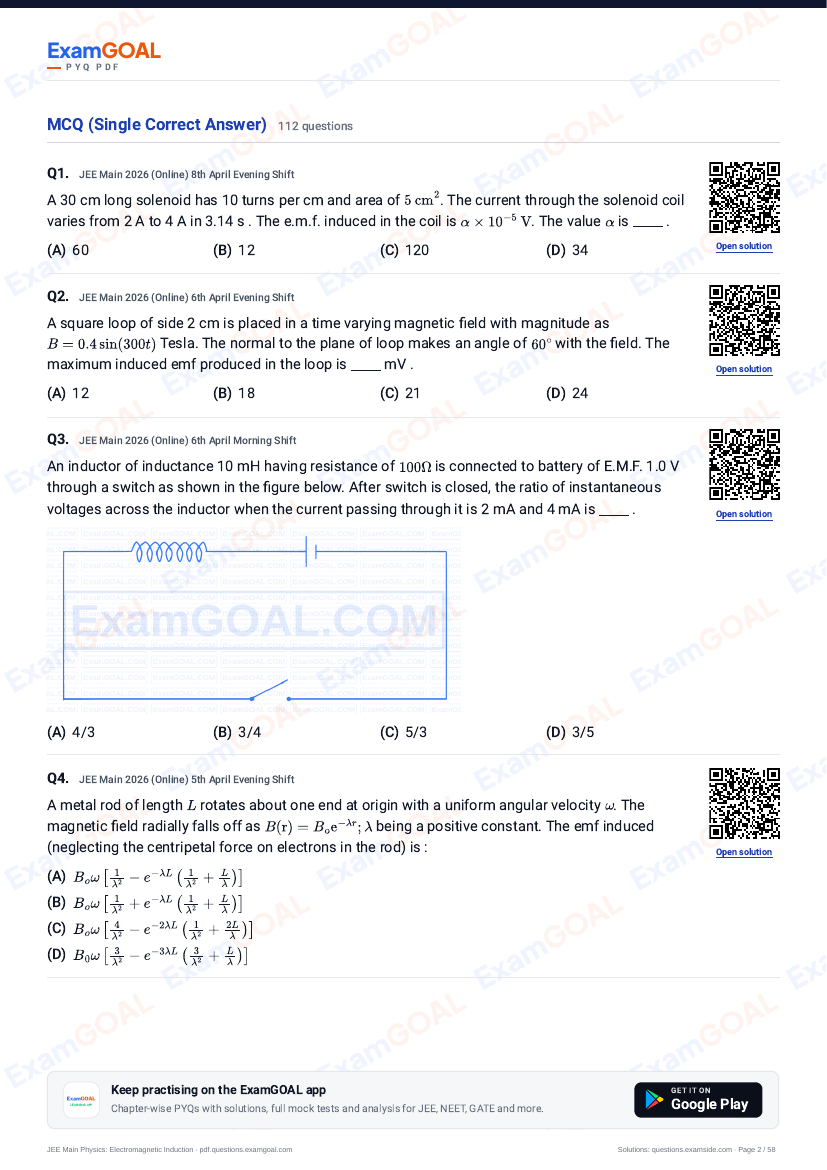 ExamGOAL
PYQ PDF
MCQ (Single Correct Answer) 112 questions
Q1. JEE Main 2026 (Online) 8th April Evening Shift
A 30 cm long solenoid has 10 turns per cm and area of 5 cm². The current through the solenoid coil
varies from 2 A to 4 A in 3.14 s . The e.m.f. induced in the coil is α × 10⁻⁵ V. The value α is ____ .
Open solution
(A) 60 (B) 12 (C) 120 (D) 34
Q2. JEE Main 2026 (Online) 6th April Evening Shift
A square loop of side 2 cm is placed in a time varying magnetic field with magnitude as
B = 0.4 sin(300t) Tesla. The normal to the plane of loop makes an angle of 60° with the field. The
maximum induced emf produced in the loop is ____ mV .
Open solution
(A) 12 (B) 18 (C) 21 (D) 24
Q3. JEE Main 2026 (Online) 6th April Morning Shift
An inductor of inductance 10 mH having resistance of 100Ω is connected to battery of E.M.F. 1.0 V
through a switch as shown in the figure below. After switch is closed, the ratio of instantaneous
voltages across the inductor when the current passing through it is 2 mA and 4 mA is ____ .
Open solution
ExamGOAL.COM
(A) 4/3 (B) 3/4 (C) 5/3 (D) 3/5
Q4. JEE Main 2026 (Online) 5th April Evening Shift
A metal rod of length L rotates about one end at origin with a uniform angular velocity ω. The
magnetic field radially falls off as B(r) = Bₒe^{−λr}; λ being a positive constant. The emf induced
(neglecting the centripetal force on electrons in the rod) is :
Open solution
(A) Bₒω [1/λ² − e^{−λL} (1/λ² + L/λ)]
(B) Bₒω [1/λ² + e^{−λL} (1/λ² + L/λ)]
(C) Bₒω [4/λ² − e^{−2λL} (1/λ² + 2L/λ)]
(D) B₀ω [3/λ² − e^{−3λL} (3/λ² + L/λ)]
Keep practising on the ExamGOAL app
Chapter-wise PYQs with solutions, full mock tests and analysis for JEE, NEET, GATE and more.
GET IT ON
Google Play
JEE Main Physics: Electromagnetic Induction · pdf.questions.examgoal.com
Solutions: questions.examside.com · Page 2 / 58